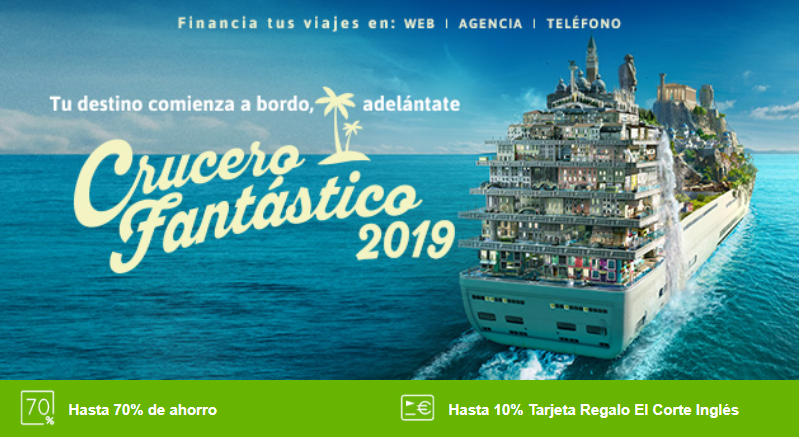 Financia tus viajes en: WEB | AGENCIA | TELÉFONO
Tu destino comienza a bordo, adelántate
Crucero
Fantástico
2019
70%
Hasta 70% de ahorro
€
Hasta 10% Tarjeta Regalo El Corte Inglés